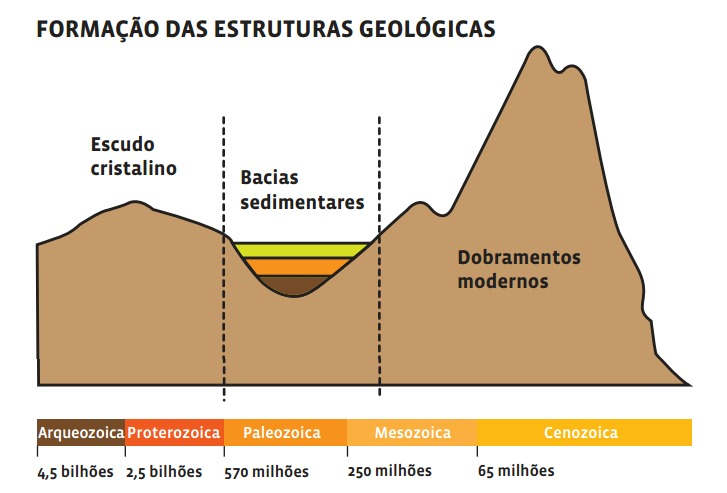 FORMAÇÃO DAS ESTRUTURAS GEOLÓGICAS
Escudo
cristalino
Bacias
sedimentares
Dobramentos
modernos
Arqueozoica Proterozoica Paleozoica Mesozoica Cenozoica
4,5 bilhões 2,5 bilhões 570 milhões 250 milhões 65 milhões